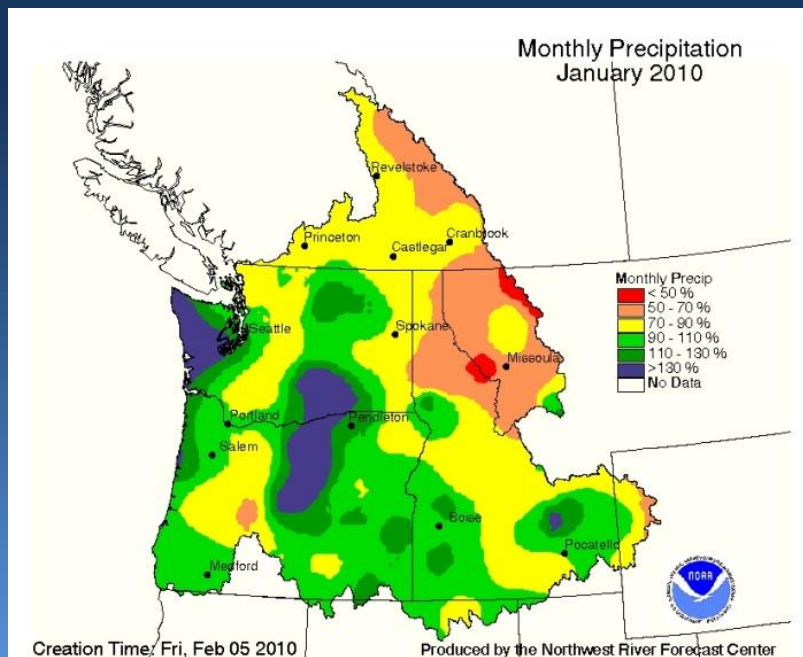 Monthly Precipitation
January 2010
Revelstoke
Princeton
Castlegar
Cranbrook
Seattle
Spokane
Missoula
Monthly Precip
< 50 %
50 - 70 %
70 - 90 %
90 - 110 %
110 - 130 %
>130 %
No Data
Portland
Pendleton
Salem
Boise
Pocatello
Medford
NOAA
Creation Time: Fri, Feb 05 2010
Produced by the Northwest River Forecast Center